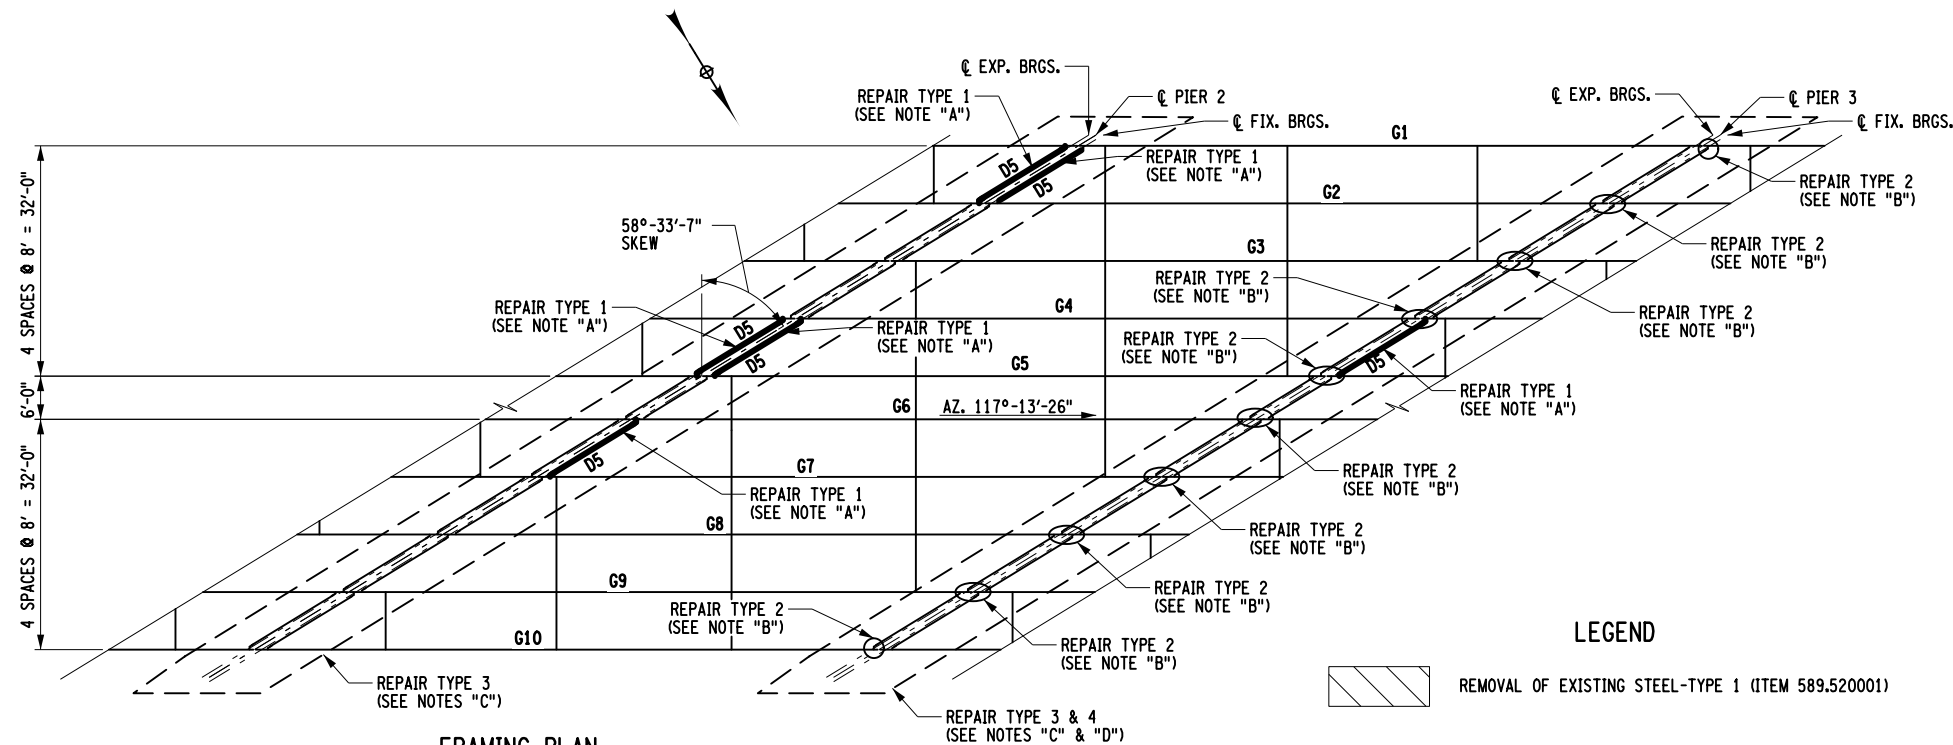 ℄ EXP. BRGS.
REPAIR TYPE 1
(SEE NOTE "A")
℄ PIER 2
℄ FIX. BRGS.
℄ EXP. BRGS.
℄ PIER 3
℄ FIX. BRGS.
G1
D5
D5
REPAIR TYPE 1
(SEE NOTE "A")
REPAIR TYPE 2
(SEE NOTE "B")
G2
4 SPACES @ 8' = 32'-0"
58°-33'-7"
SKEW
G3
REPAIR TYPE 2
(SEE NOTE "B")
REPAIR TYPE 2
(SEE NOTE "B")
REPAIR TYPE 1
(SEE NOTE "A")
G4
REPAIR TYPE 2
(SEE NOTE "B")
D5
D5
REPAIR TYPE 1
(SEE NOTE "A")
REPAIR TYPE 2
(SEE NOTE "B")
G5
D5
REPAIR TYPE 1
(SEE NOTE "A")
6'-0"
G6
AZ. 117°-13'-26"
D5
G7
REPAIR TYPE 2
(SEE NOTE "B")
REPAIR TYPE 1
(SEE NOTE "A")
4 SPACES @ 8' = 32'-0"
G8
REPAIR TYPE 2
(SEE NOTE "B")
G9
REPAIR TYPE 2
(SEE NOTE "B")
REPAIR TYPE 2
(SEE NOTE "B")
G10
REPAIR TYPE 2
(SEE NOTE "B")
REPAIR TYPE 3
(SEE NOTES "C")
REPAIR TYPE 3 & 4
(SEE NOTES "C" & "D")
LEGEND
REMOVAL OF EXISTING STEEL-TYPE 1 (ITEM 589.520001)
FRAMING PLAN